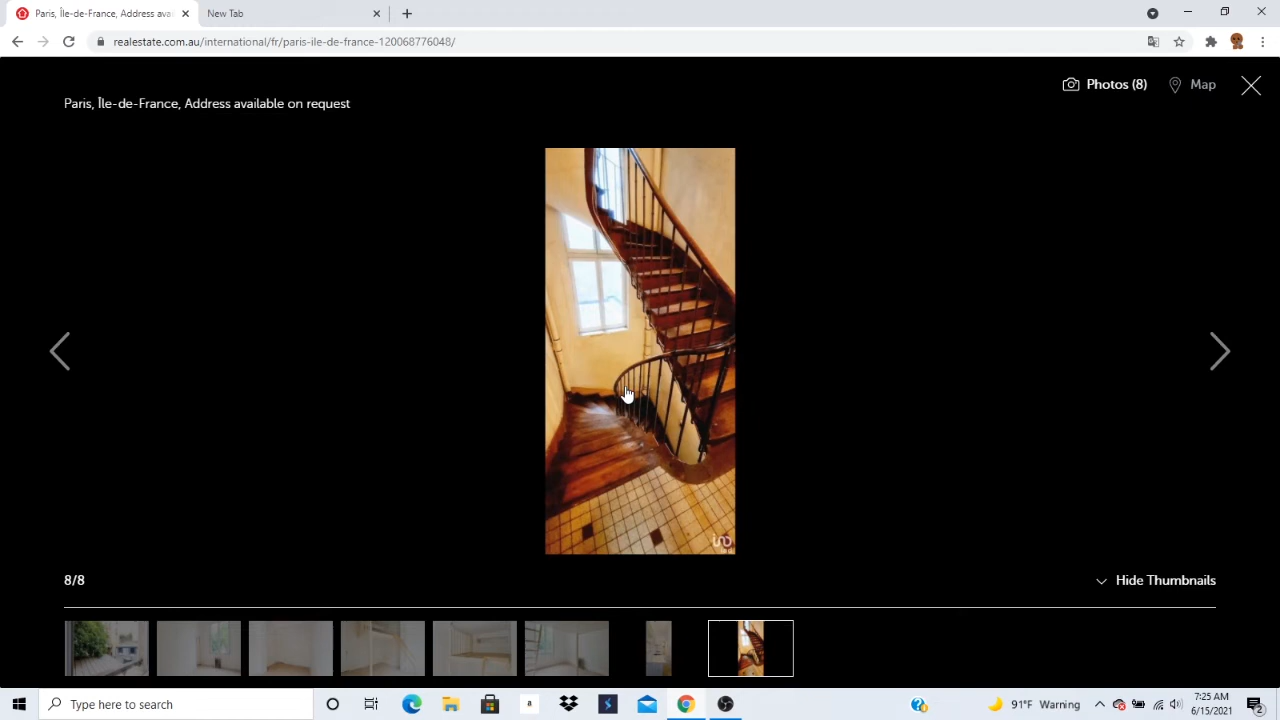 Paris, Île-de-France, Address ava
New Tab
realestate.com.au/international/fr/paris-ile-de-france-120068776048/
Photos (8)
Map
Paris, Île-de-France, Address available on request
8/8
Hide Thumbnails
Type here to search
a
91°F Warning
7:25 AM
6/15/2021
2